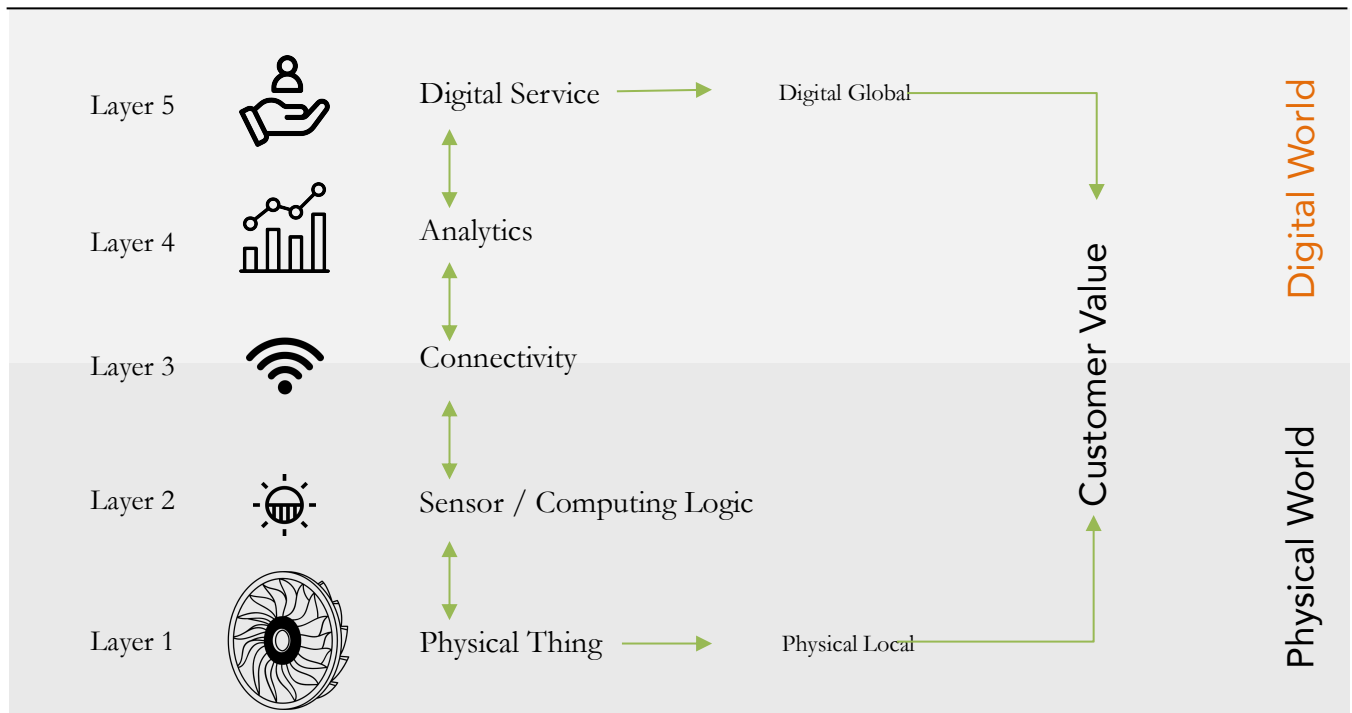 Layer 5
Digital Service
Digital Global
Layer 4
Analytics
Layer 3
Connectivity
Layer 2
Sensor / Computing Logic
Layer 1
Physical Thing
Physical Local
Customer Value
Digital World
Physical World